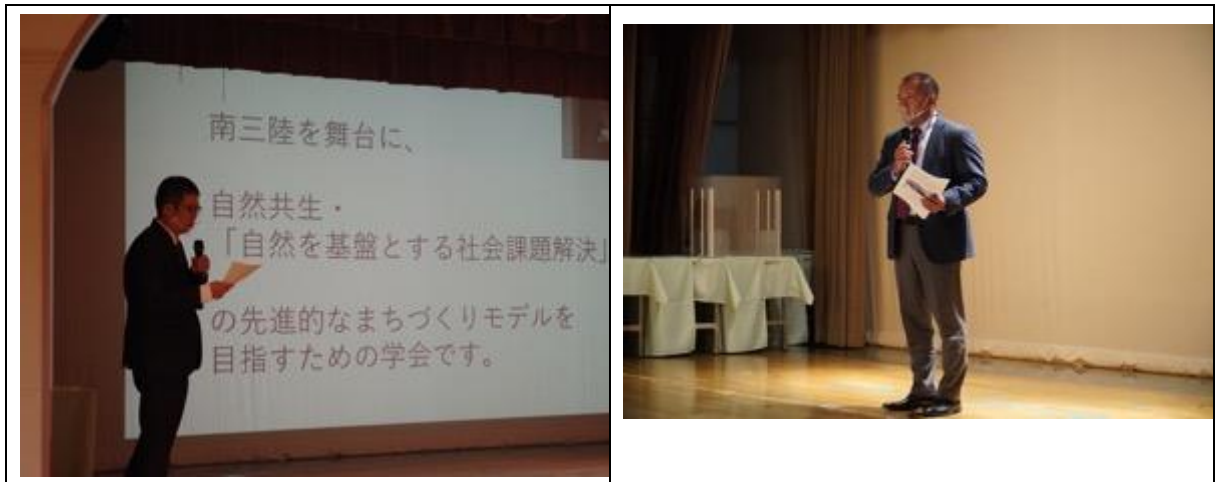 南三陸を舞台に、
自然共生・
「自然を基盤とする社会課題解決」
の先進的なまちづくりモデルを
目指すための学会です。